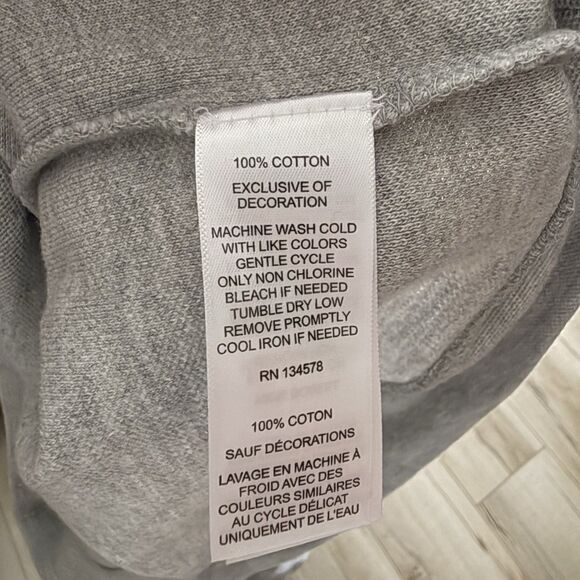 100% COTTON
EXCLUSIVE OF
DECORATION
MACHINE WASH COLD
WITH LIKE COLORS
GENTLE CYCLE
ONLY NON CHLORINE
BLEACH IF NEEDED
TUMBLE DRY LOW
REMOVE PROMPTLY
COOL IRON IF NEEDED
RN 134578
100% COTON
SAUF DÉCORATIONS
LAVAGE EN MACHINE À
FROID AVEC DES
COULEURS SIMILAIRES
AU CYCLE DÉLICAT
UNIQUEMENT DE L'EAU